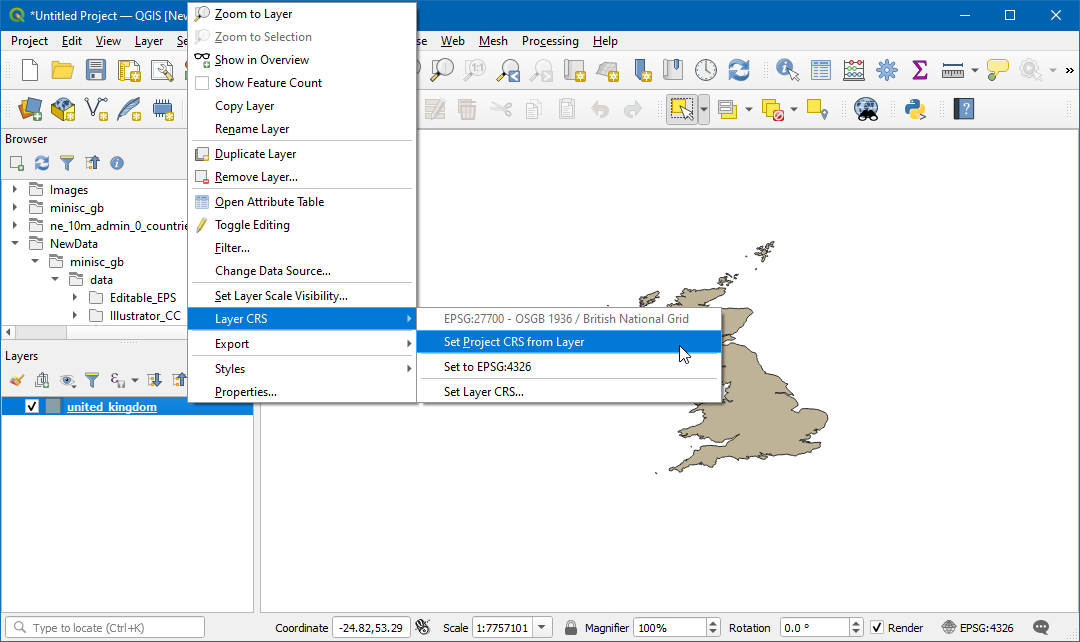 *Untitled Project — QGIS [New
Project Edit View Layer Se
se Web Mesh Processing Help
Zoom to Layer
Zoom to Selection
Show in Overview
Show Feature Count
Copy Layer
Rename Layer
Duplicate Layer
Remove Layer...
Open Attribute Table
Toggle Editing
Filter...
Change Data Source...
Set Layer Scale Visibility...
Layer CRS
Export
Styles
Properties...
EPSG:27700 - OSGB 1936 / British National Grid
Set Project CRS from Layer
Set to EPSG:4326
Set Layer CRS...
1:1
»
Browser
Images
minisc_gb
ne_10m_admin_0_countrie
NewData
minisc_gb
data
Editable_EPS
Illustrator_CC
Layers
united_kingdom
Type to locate (Ctrl+K)
Coordinate -24.82,53.29
Scale 1:7757101
Magnifier 100%
Rotation 0.0 °
Render
EPSG:4326